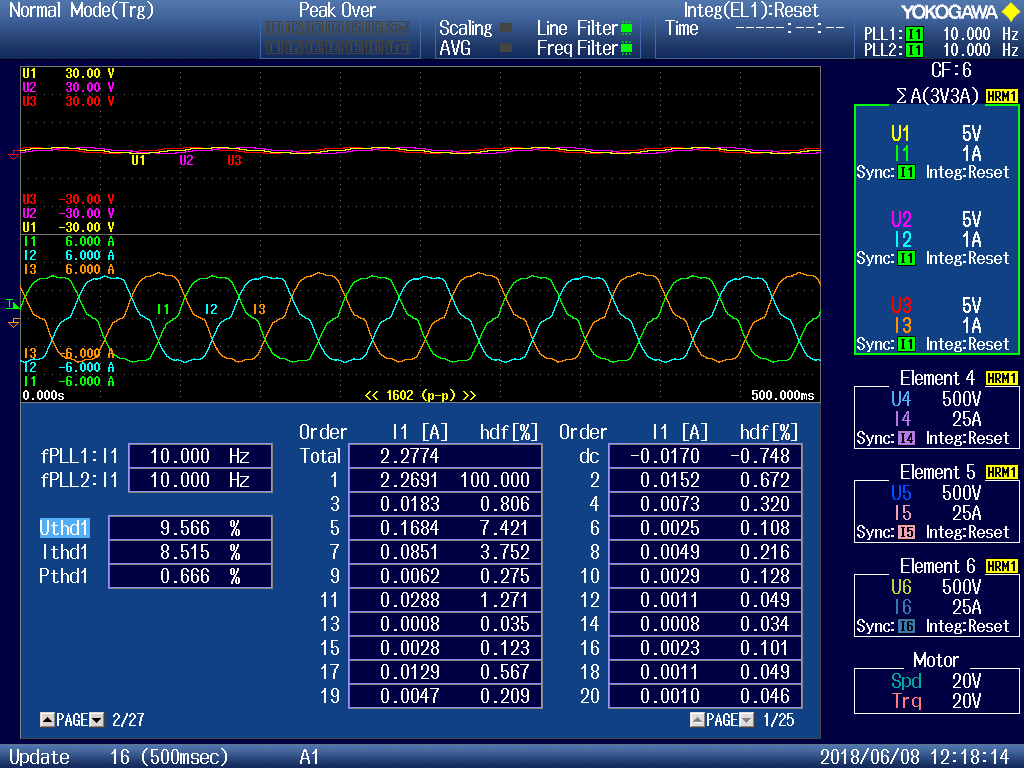 Normal Mode(Trg)
Peak Over
U1 U2 U3 U4 U5 U6 Spd
I1 I2 I3 I4 I5 I6 Trq
Scaling
AVG
Line Filter
Freq Filter
Integ(EL1):Reset
Time -----:--:--
YOKOGAWA
PLL1: I1 10.000 Hz
PLL2: I1 10.000 Hz
U1 30.00 V
U2 30.00 V
U3 30.00 V
U1 U2 U3
U3 -30.00 V
U2 -30.00 V
U1 -30.00 V
I1 6.000 A
I2 6.000 A
I3 6.000 A
T
I1 I2 I3
I3 -6.000 A
I2 -6.000 A
I1 -6.000 A
0.000s << 1602 (p-p) >> 500.000ms
CF:6
ΣA(3V3A) HRM1
U1 5V
I1 1A
Sync: I1 Integ:Reset
U2 5V
I2 1A
Sync: I1 Integ:Reset
U3 5V
I3 1A
Sync: I1 Integ:Reset
Element 4 HRM1
U4 500V
I4 25A
Sync: I4 Integ:Reset
Element 5 HRM1
U5 500V
I5 25A
Sync: I5 Integ:Reset
Element 6 HRM1
U6 500V
I6 25A
Sync: I6 Integ:Reset
Motor
Spd 20V
Trq 20V
fPLL1:I1 10.000 Hz
fPLL2:I1 10.000 Hz
Uthd1 9.566 %
Ithd1 8.515 %
Pthd1 0.666 %
PAGE 2/27
Order I1 [A] hdf[%] Order I1 [A] hdf[%]
Total 2.2774 dc -0.0170 -0.748
1 2.2691 100.000 2 0.0152 0.672
3 0.0183 0.806 4 0.0073 0.320
5 0.1684 7.421 6 0.0025 0.108
7 0.0851 3.752 8 0.0049 0.216
9 0.0062 0.275 10 0.0029 0.128
11 0.0288 1.271 12 0.0011 0.049
13 0.0008 0.035 14 0.0008 0.034
15 0.0028 0.123 16 0.0023 0.101
17 0.0129 0.567 18 0.0011 0.049
19 0.0047 0.209 20 0.0010 0.046
PAGE 1/25
Update 16 (500msec) A1 2018/06/08 12:18:14